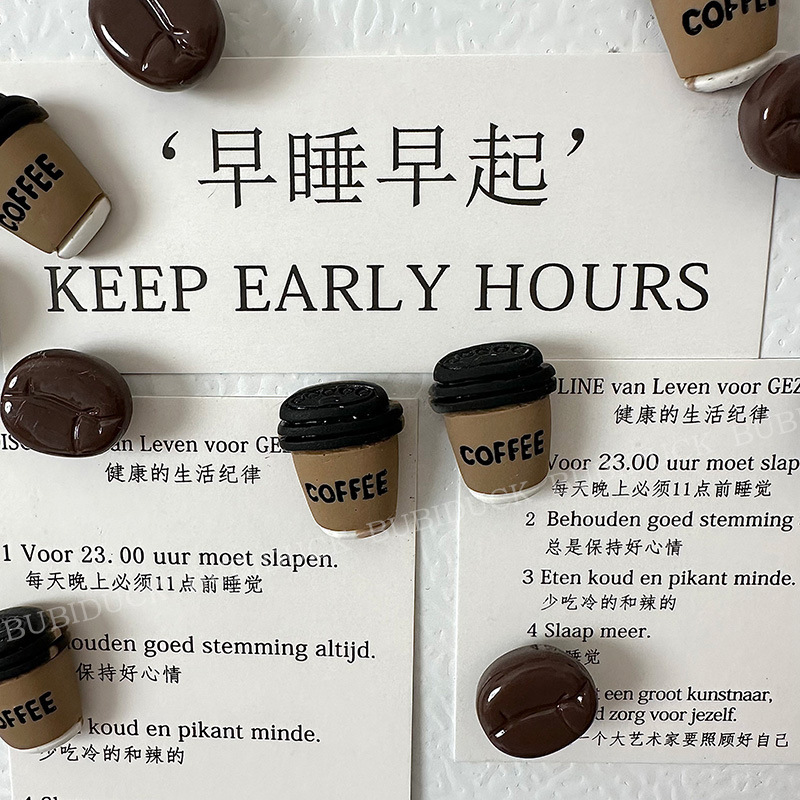 COFFEE
COFFEE
‘早睡早起’
KEEP EARLY HOURS
van Leven voor
健康的生活纪律
COFFEE
1 Voor 23. 00 uur moet slapen.
每天晚上必须11点前睡觉
goed stemming altijd.
保持好心情
COFFEE
koud en pikant minde.
少吃冷的和辣的
COFFEE
LINE van Leven voor
健康的生活纪律
Voor 23.00 uur moet
每天晚上必须11点前睡觉
2 Behouden goed stemming
总是保持好心情
3 Eten koud en pikant minde.
少吃冷的和辣的
4 Slaap meer.
睡觉
een groot kunstnaar,
zorg voor jezelf.
一个大艺术家要照顾好自己
BUBIDUCK
BUBIDUCK